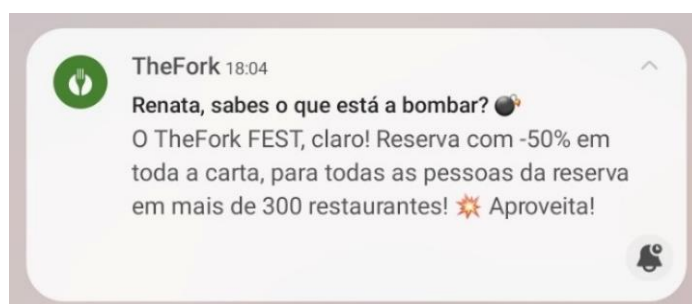 TheFork 18:04
Renata, sabes o que está a bombar? 💣
O TheFork FEST, claro! Reserva com -50% em
toda a carta, para todas as pessoas da reserva
em mais de 300 restaurantes! 💥 Aproveita!